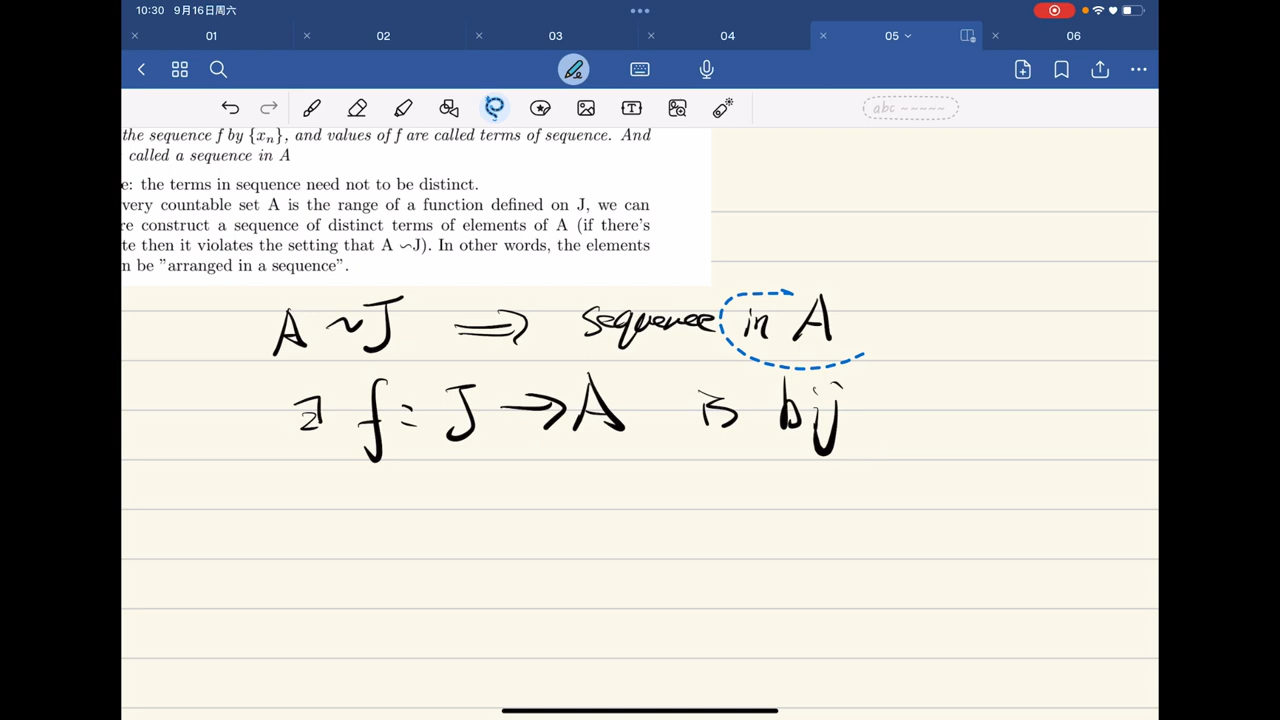 10:30 9月16日周六
01 02 03 04 05 06
abc
the sequence f by {xₙ}, and values of f are called terms of sequence. And
called a sequence in A
e: the terms in sequence need not to be distinct.
very countable set A is the range of a function defined on J, we can
re construct a sequence of distinct terms of elements of A (if there's
te then it violates the setting that A ∽J). In other words, the elements
n be "arranged in a sequence".
A ~ J ⟹ sequence in A
∃ f: J → A is bij